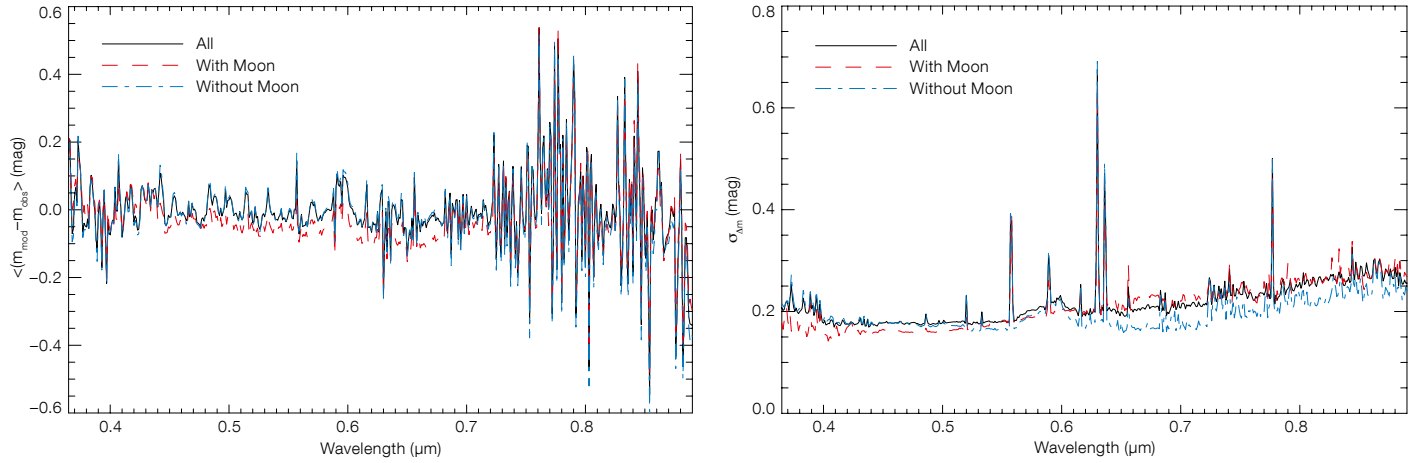 0.6
0.4
0.2
0.0
−0.2
−0.4
−0.6
<(m_mod−m_obs> (mag)
All
With Moon
Without Moon
0.4 0.5 0.6 0.7 0.8
Wavelength (µm)
0.8
0.6
0.4
0.2
0.0
σ_Δm (mag)
All
With Moon
Without Moon
0.4 0.5 0.6 0.7 0.8
Wavelength (µm)